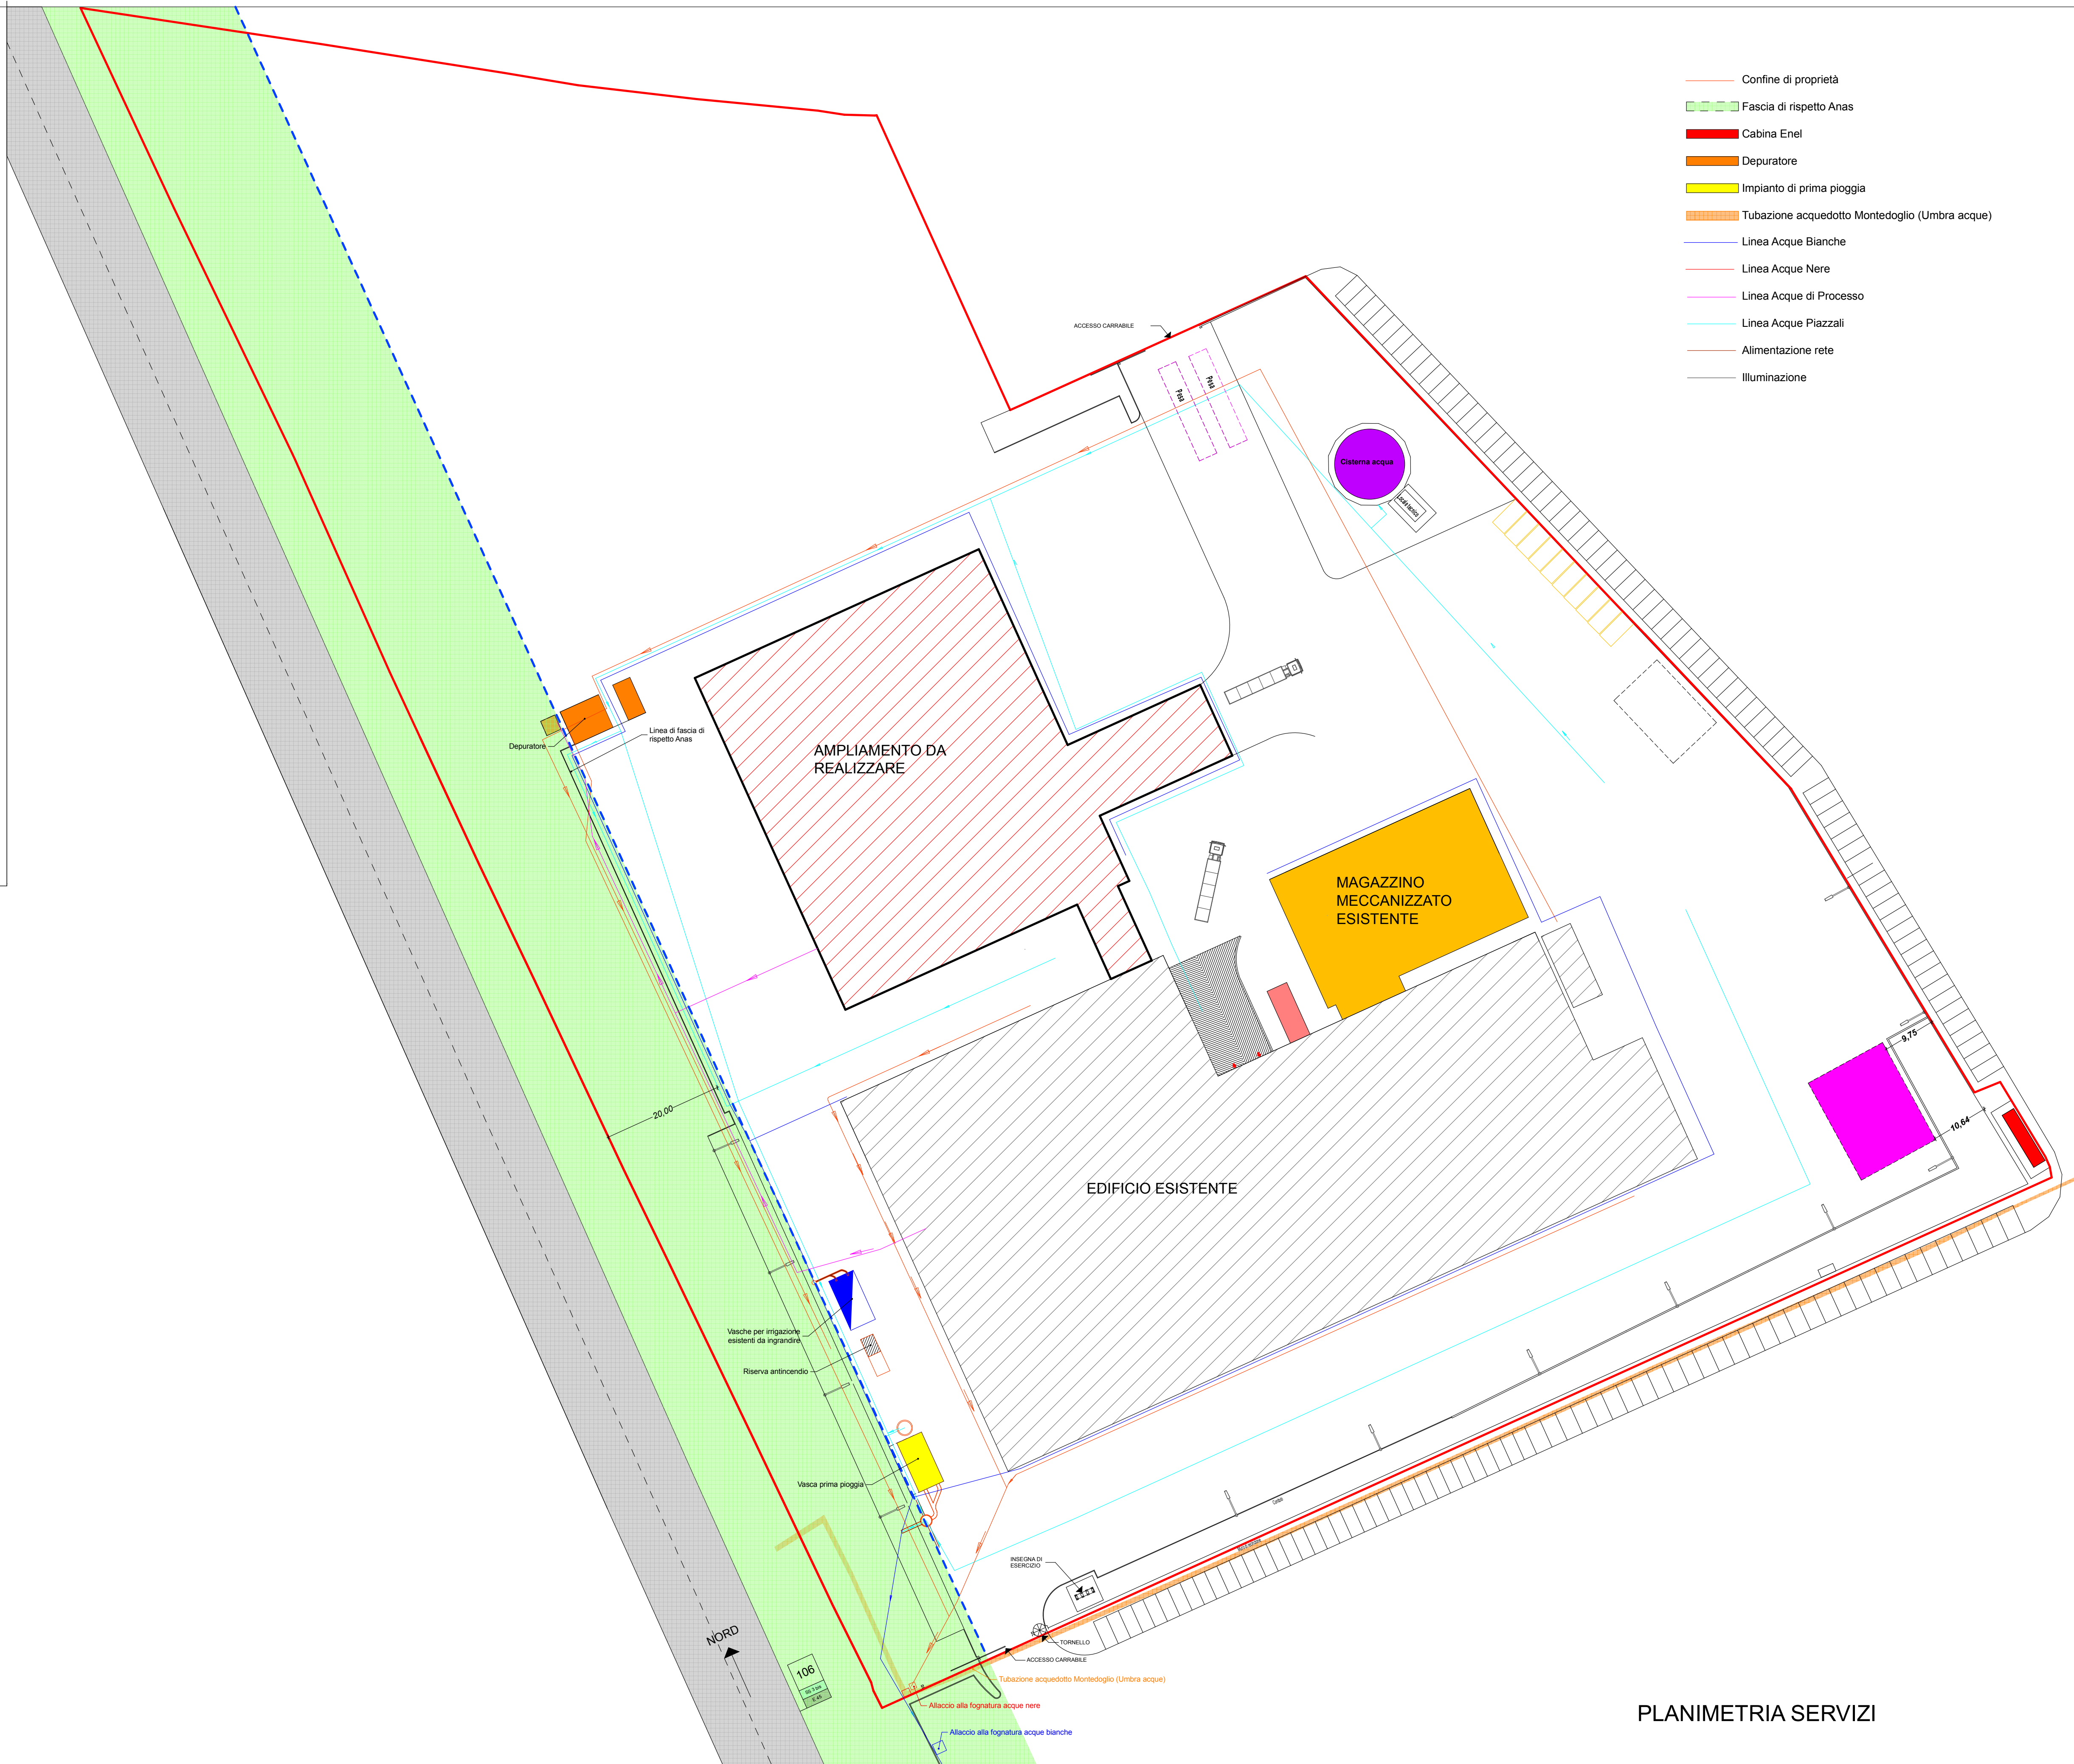 Confine di proprietà
Fascia di rispetto Anas
Cabina Enel
Depuratore
Impianto di prima pioggia
Tubazione acquedotto Montedoglio (Umbra acque)
Linea Acque Bianche
Linea Acque Nere
Linea Acque di Processo
Linea Acque Piazzali
Alimentazione rete
Illuminazione
ACCESSO CARRABILE
Pesa
Pesa
Cisterna acqua
Locale tecnico
Depuratore
Linea di fascia di
rispetto Anas
AMPLIAMENTO DA
REALIZZARE
MAGAZZINO
MECCANIZZATO
ESISTENTE
9,75
10,64
20,00
EDIFICIO ESISTENTE
Vasche per irrigazione
esistenti da ingrandire
Riserva antincendio
Vasca prima pioggia
INSEGNA DI
ESERCIZIO
TORNELLO
ACCESSO CARRABILE
NORD
106
Tubazione acquedotto Montedoglio (Umbra acque)
Allaccio alla fognatura acque nere
Allaccio alla fognatura acque bianche
PLANIMETRIA SERVIZI